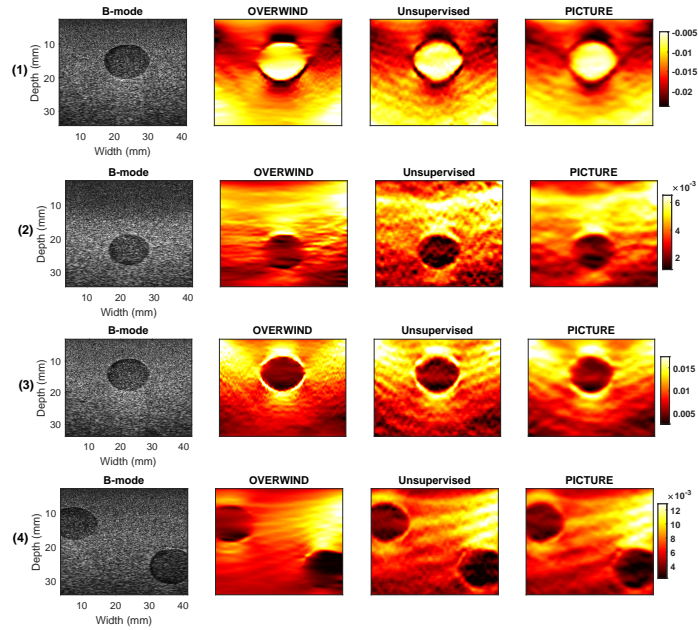 B-mode OVERWIND Unsupervised PICTURE
(1) Depth (mm) 10 20 30 -0.005 -0.01 -0.015 -0.02
10 20 30 40
Width (mm)
B-mode OVERWIND Unsupervised PICTURE
(2) Depth (mm) 10 20 30 ×10⁻³ 6 4 2
10 20 30 40
Width (mm)
B-mode OVERWIND Unsupervised PICTURE
(3) Depth (mm) 10 20 30 0.015 0.01 0.005
10 20 30 40
Width (mm)
B-mode OVERWIND Unsupervised PICTURE
(4) Depth (mm) 10 20 30 ×10⁻³ 12 10 8 6 4
10 20 30 40
Width (mm)